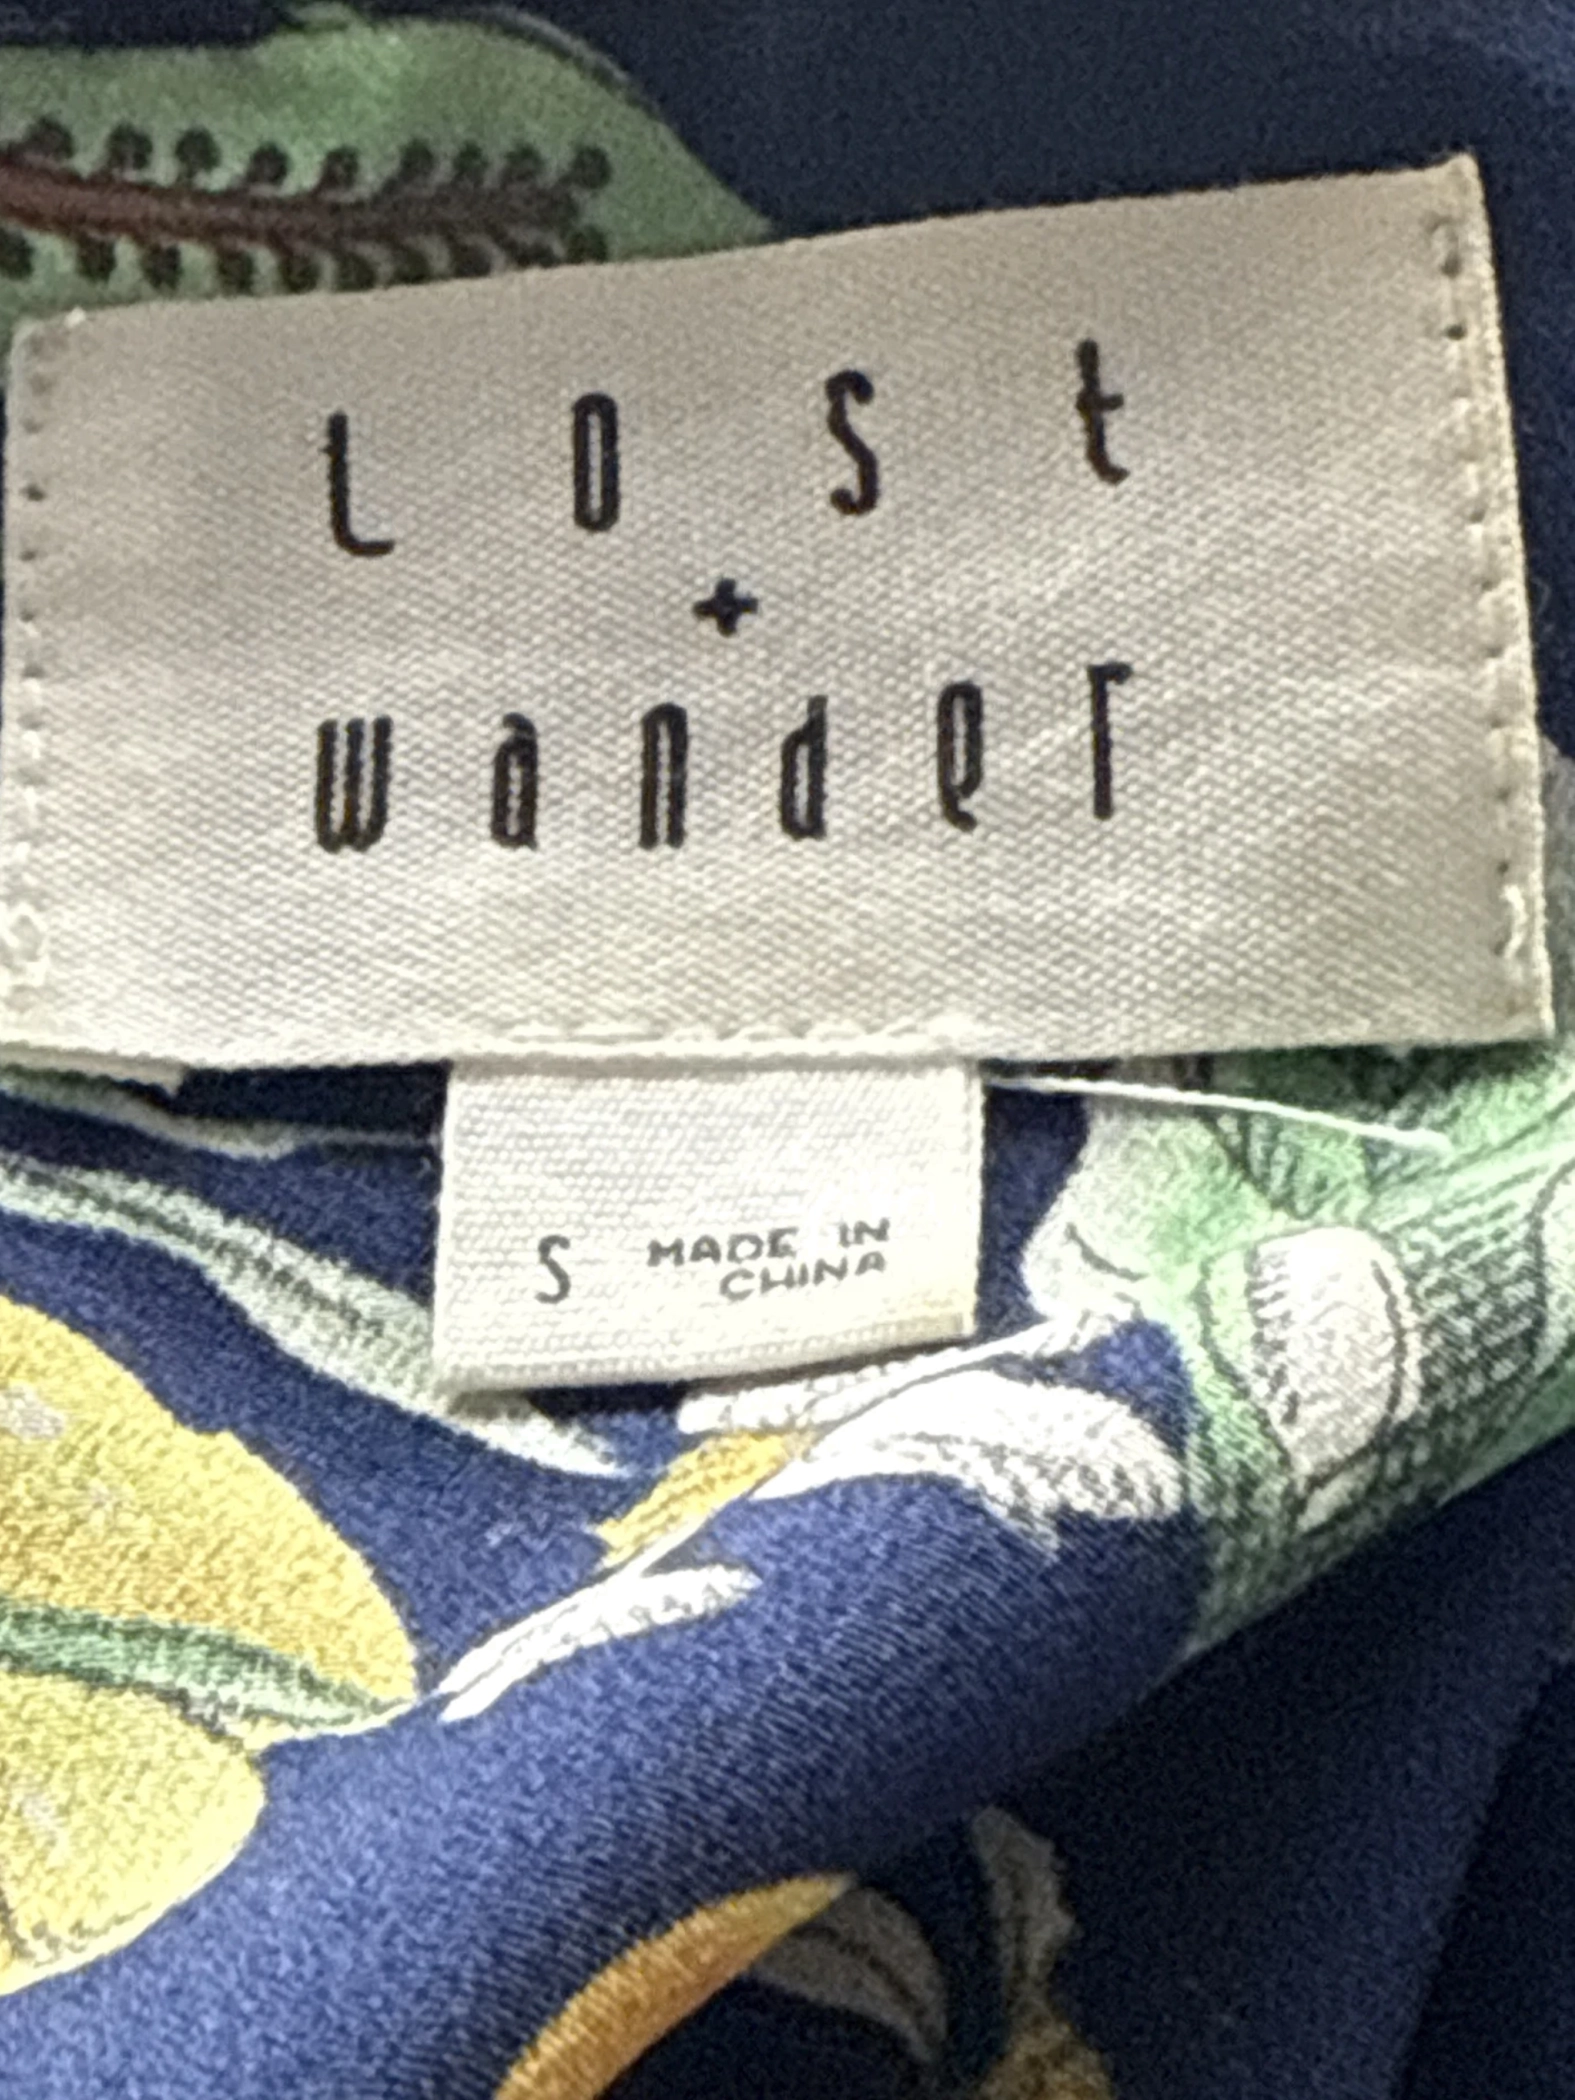 Lost
+
wander
S MADE IN
CHINA